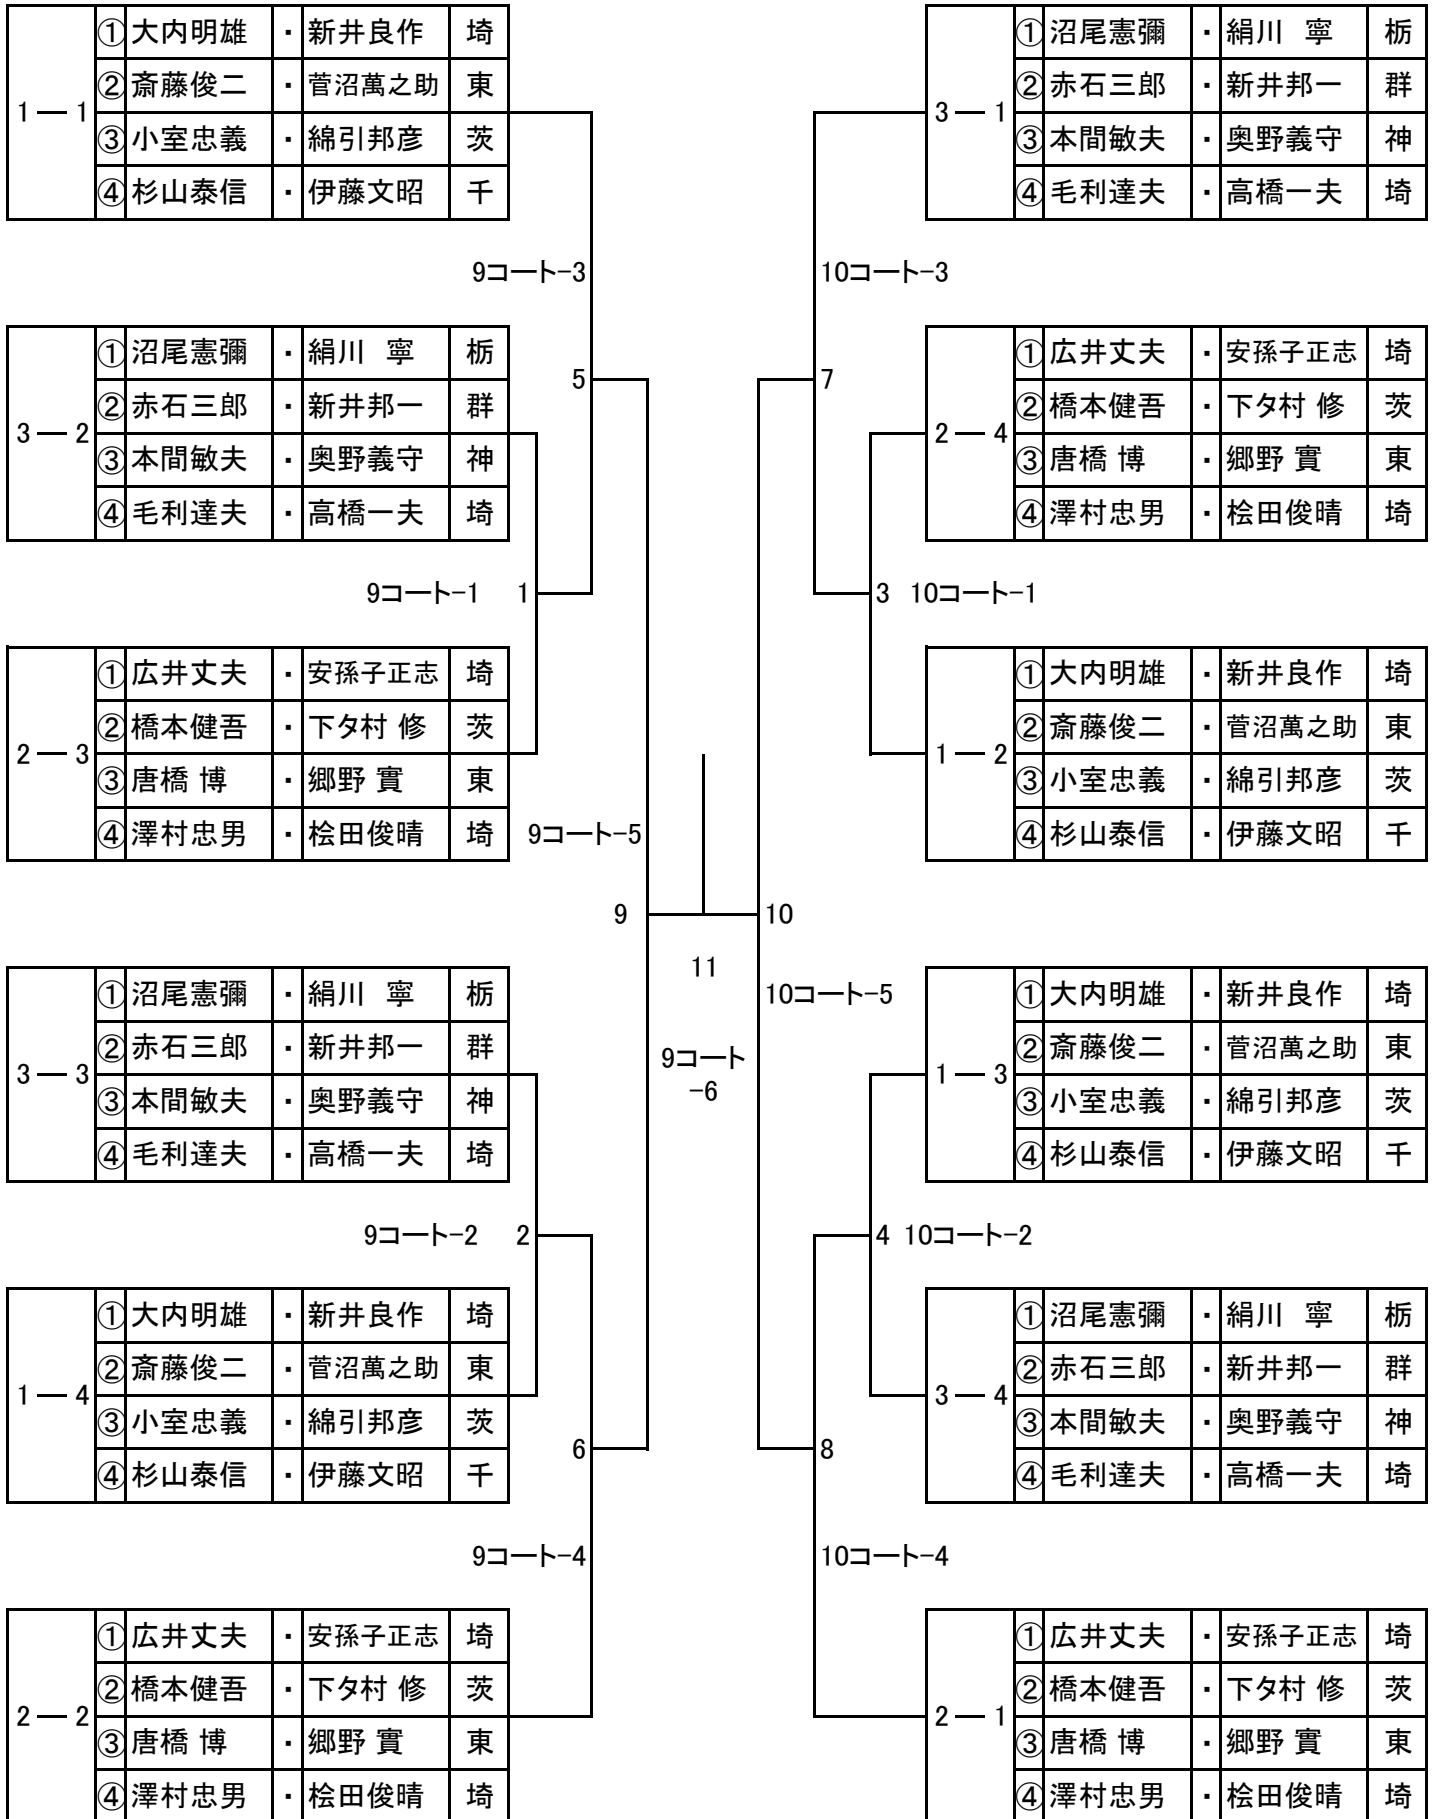 ① 大内明雄 ・ 新井良作 埼
② 斎藤俊二 ・ 菅沼萬之助 東
1 — 1
③ 小室忠義 ・ 綿引邦彦 茨
④ 杉山泰信 ・ 伊藤文昭 千
9コート-3
① 沼尾憲彌 ・ 絹川 寧 栃
5
② 赤石三郎 ・ 新井邦一 群
3 — 2
③ 本間敏夫 ・ 奥野義守 神
④ 毛利達夫 ・ 高橋一夫 埼
9コート-1 1
① 広井丈夫 ・ 安孫子正志 埼
② 橋本健吾 ・ 下タ村 修 茨
2 — 3
③ 唐橋 博 ・ 郷野 實 東
④ 澤村忠男 ・ 桧田俊晴 埼
9コート-5
9
① 沼尾憲彌 ・ 絹川 寧 栃
② 赤石三郎 ・ 新井邦一 群
3 — 3
③ 本間敏夫 ・ 奥野義守 神
④ 毛利達夫 ・ 高橋一夫 埼
9コート-2 2
① 大内明雄 ・ 新井良作 埼
② 斎藤俊二 ・ 菅沼萬之助 東
1 — 4
③ 小室忠義 ・ 綿引邦彦 茨
6
④ 杉山泰信 ・ 伊藤文昭 千
9コート-4
① 広井丈夫 ・ 安孫子正志 埼
② 橋本健吾 ・ 下タ村 修 茨
2 — 2
③ 唐橋 博 ・ 郷野 實 東
④ 澤村忠男 ・ 桧田俊晴 埼
11
9コート
-6
① 沼尾憲彌 ・ 絹川 寧 栃
② 赤石三郎 ・ 新井邦一 群
3 — 1
③ 本間敏夫 ・ 奥野義守 神
④ 毛利達夫 ・ 高橋一夫 埼
10コート-3
① 広井丈夫 ・ 安孫子正志 埼
7
② 橋本健吾 ・ 下タ村 修 茨
2 — 4
③ 唐橋 博 ・ 郷野 實 東
④ 澤村忠男 ・ 桧田俊晴 埼
3 10コート-1
① 大内明雄 ・ 新井良作 埼
② 斎藤俊二 ・ 菅沼萬之助 東
1 — 2
③ 小室忠義 ・ 綿引邦彦 茨
④ 杉山泰信 ・ 伊藤文昭 千
10
10コート-5
① 大内明雄 ・ 新井良作 埼
② 斎藤俊二 ・ 菅沼萬之助 東
1 — 3
③ 小室忠義 ・ 綿引邦彦 茨
④ 杉山泰信 ・ 伊藤文昭 千
4 10コート-2
① 沼尾憲彌 ・ 絹川 寧 栃
② 赤石三郎 ・ 新井邦一 群
3 — 4
③ 本間敏夫 ・ 奥野義守 神
8
④ 毛利達夫 ・ 高橋一夫 埼
10コート-4
① 広井丈夫 ・ 安孫子正志 埼
② 橋本健吾 ・ 下タ村 修 茨
2 — 1
③ 唐橋 博 ・ 郷野 實 東
④ 澤村忠男 ・ 桧田俊晴 埼